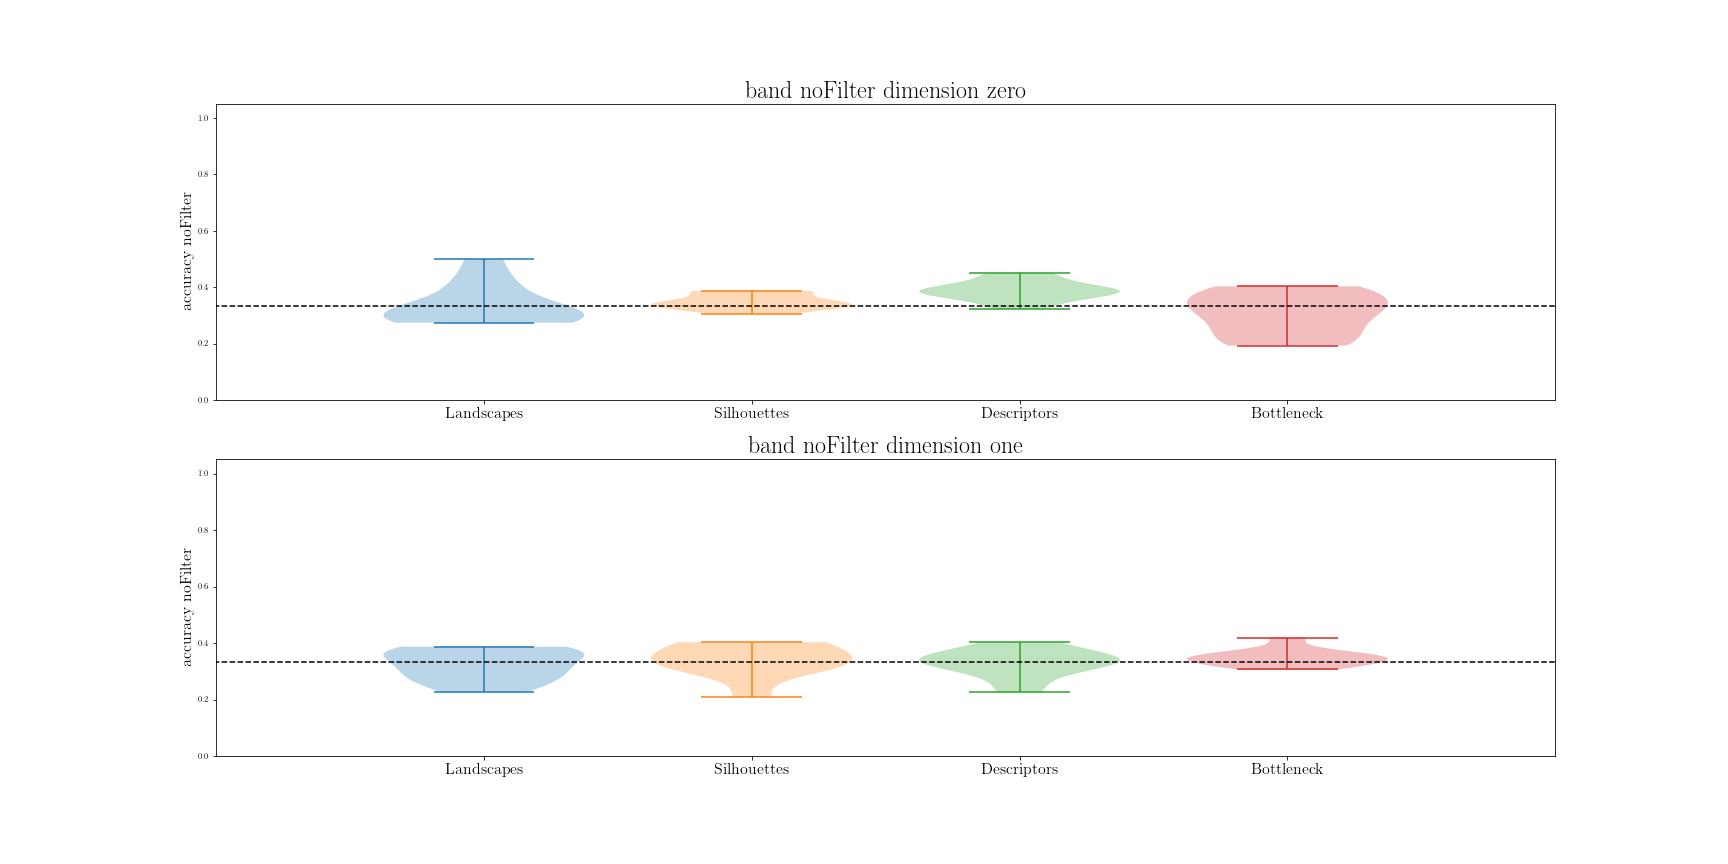 band noFilter dimension zero
accuracy noFilter
1.0
0.8
0.6
0.4
0.2
0.0
Landscapes Silhouettes Descriptors Bottleneck
band noFilter dimension one
accuracy noFilter
1.0
0.8
0.6
0.4
0.2
0.0
Landscapes Silhouettes Descriptors Bottleneck